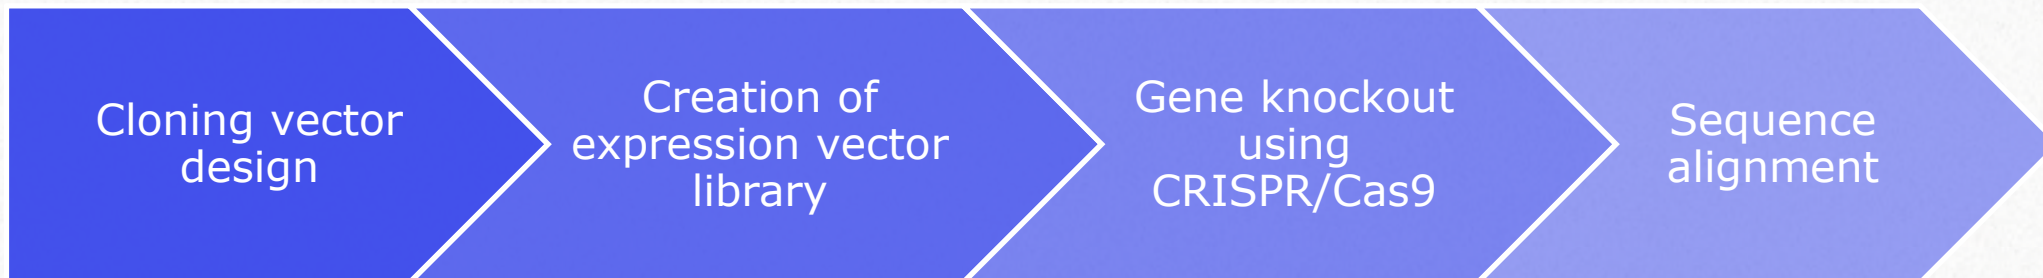 Cloning vector
design
Creation of
expression vector
library
Gene knockout
using
CRISPR/Cas9
Sequence
alignment